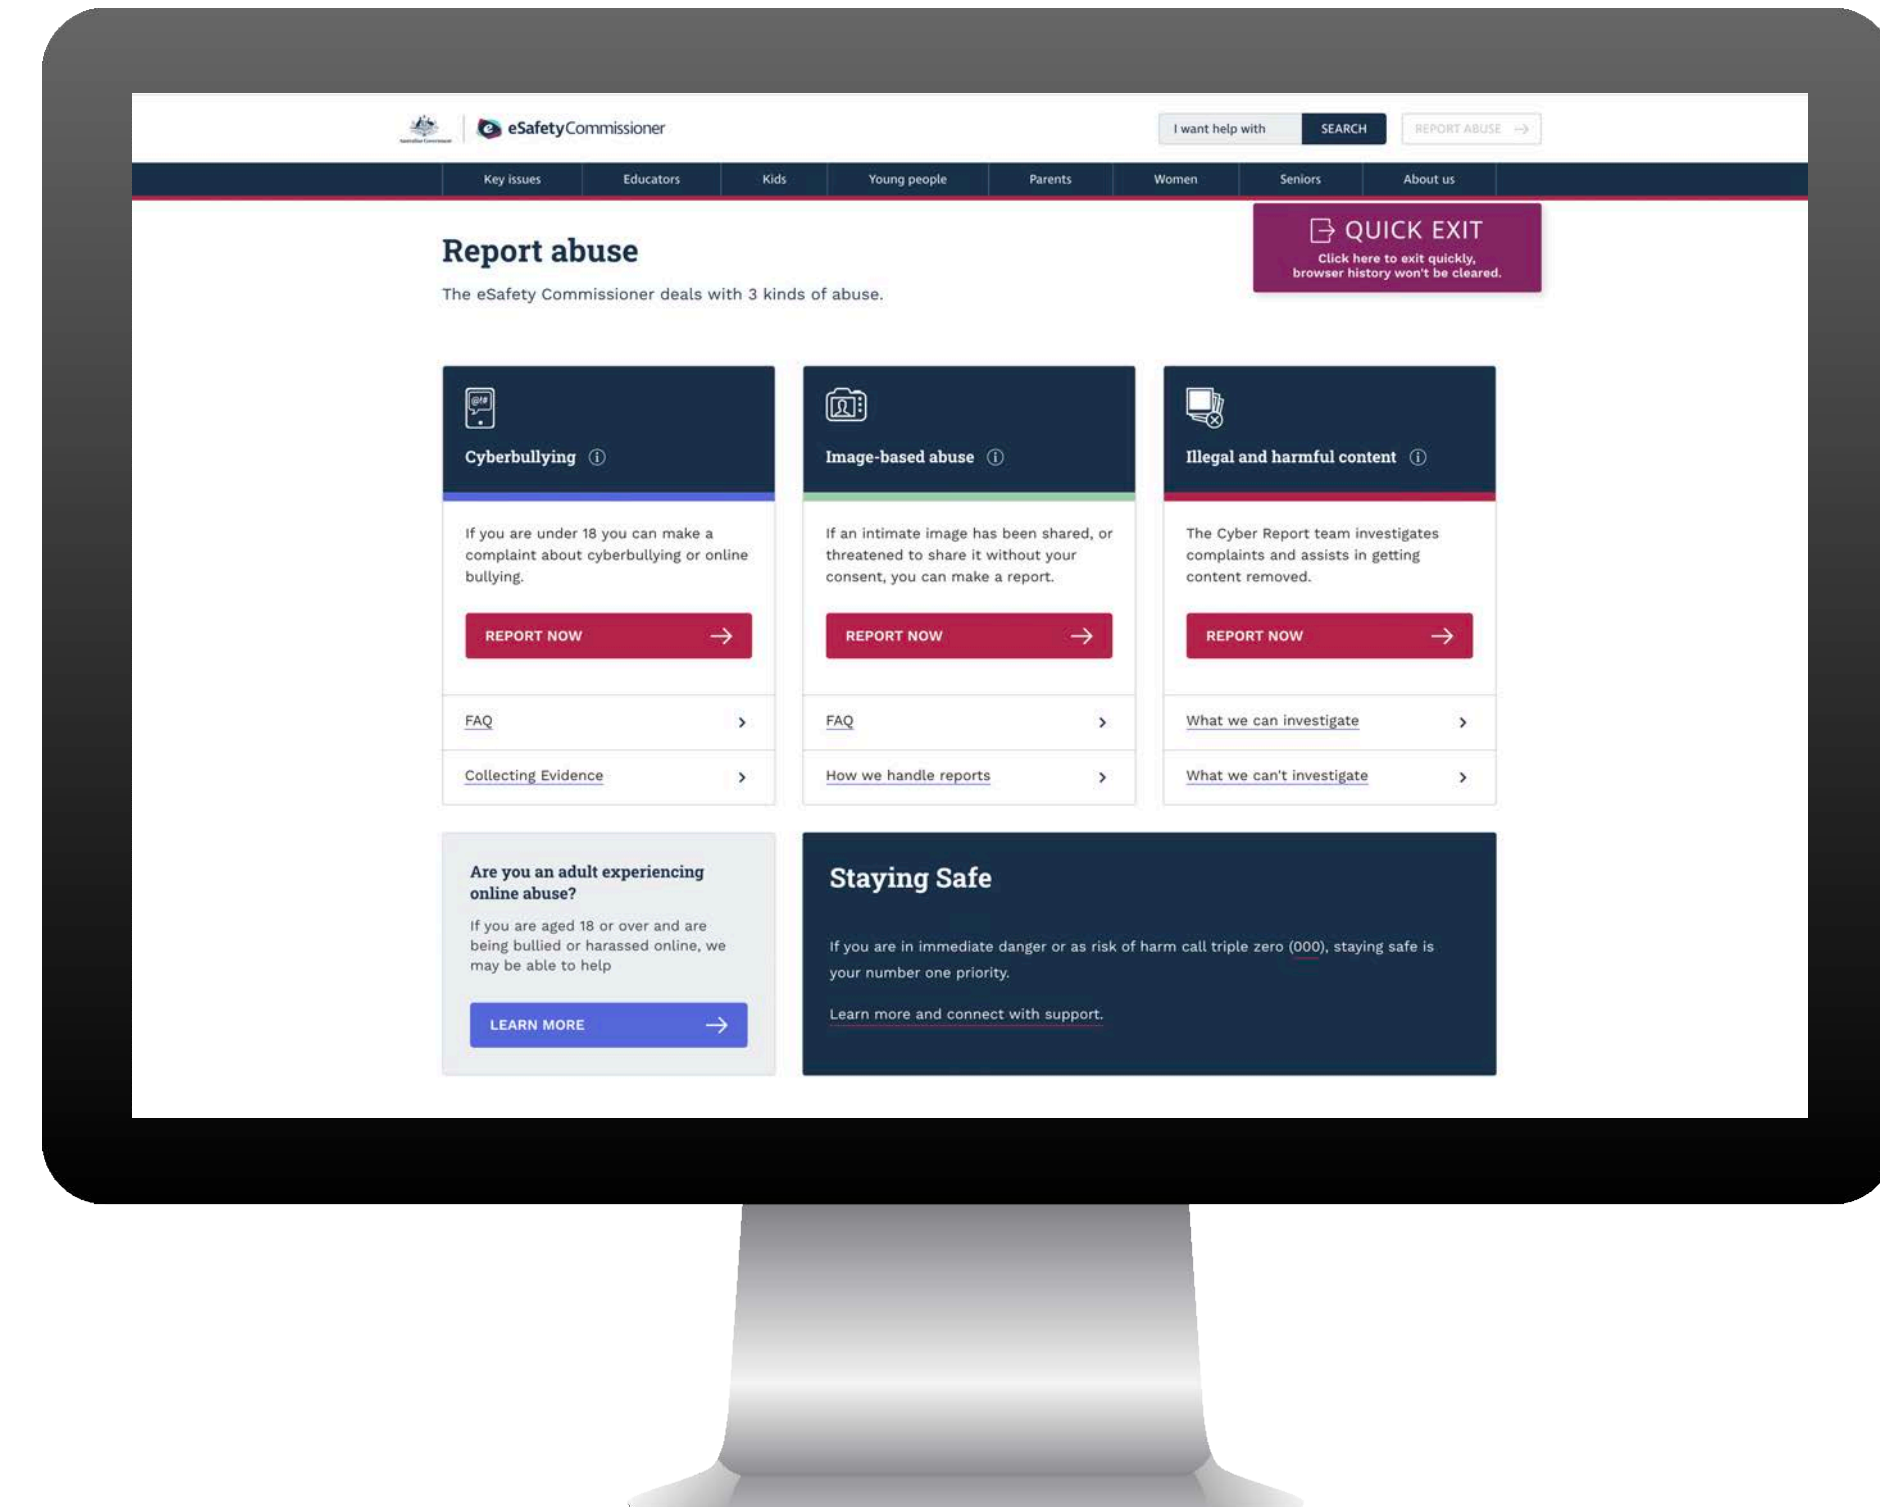 Australian Government
eSafetyCommissioner
I want help with
SEARCH
REPORT ABUSE
Key issues
Educators
Kids
Young people
Parents
Women
Seniors
About us
QUICK EXIT
Click here to exit quickly,
browser history won't be cleared.
Report abuse
The eSafety Commissioner deals with 3 kinds of abuse.
@!#
Cyberbullying
If you are under 18 you can make a
complaint about cyberbullying or online
bullying.
REPORT NOW
FAQ
Collecting Evidence
Image-based abuse
If an intimate image has been shared, or
threatened to share it without your
consent, you can make a report.
REPORT NOW
FAQ
How we handle reports
Illegal and harmful content
The Cyber Report team investigates
complaints and assists in getting
content removed.
REPORT NOW
What we can investigate
What we can't investigate
Are you an adult experiencing
online abuse?
If you are aged 18 or over and are
being bullied or harassed online, we
may be able to help
LEARN MORE
Staying Safe
If you are in immediate danger or as risk of harm call triple zero (000), staying safe is
your number one priority.
Learn more and connect with support.